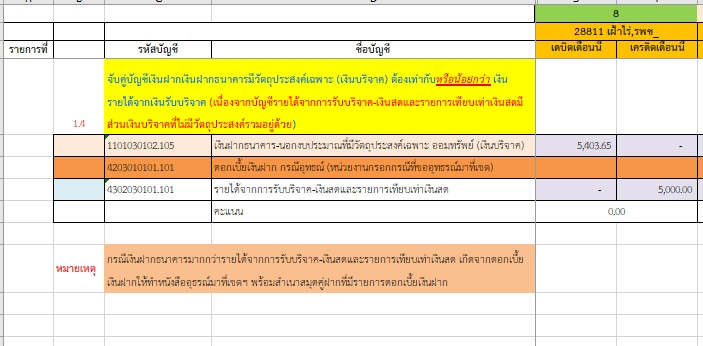 8
28811 เฝ้าไร่,รพช_
รายการที่ รหัสบัญชี ชื่อบัญชี เดบิตเดือนนี้ เครดิตเดือนนี้
จับคู่บัญชีเงินฝากเงินฝากธนาคารมีวัตถุประสงค์เฉพาะ (เงินบริจาค) ต้องเท่ากับหรือน้อยกว่า เงิน
รายได้จากเงินรับบริจาค (เนื่องจากบัญชีรายได้จากการรับบริจาค-เงินสดและรายการเทียบเท่าเงินสดมี
1.4 ส่วนเงินบริจาคที่ไม่มีวัตถุประสงค์รวมอยู่ด้วย)
1101030102.105 เงินฝากธนาคาร-นอกงบประมาณที่มีวัตถุประสงค์เฉพาะ ออมทรัพย์ (เงินบริจาค) 5,403.65 -
4203010101.101 ดอกเบี้ยเงินฝาก กรณีอุทธณ์ (หน่วยงานกรอกกรณีที่ขออุทธรณ์มาที่เขต)
4302030101.101 รายได้จากการรับบริจาค-เงินสดและรายการเทียบเท่าเงินสด - 5,000.00
คะแนน 0.00
กรณีเงินฝากธนาคารมากกว่ารายได้จากการรับบริจาค-เงินสดและรายการเทียบเท่าเงินสด เกิดจากดอกเบี้ย
หมายเหตุ เงินฝากให้ทำหนังสืออุธรณ์มาที่เขตฯ พร้อมสำเนาสมุดคู่ฝากที่มีรายการดอกเบี้ยเงินฝาก